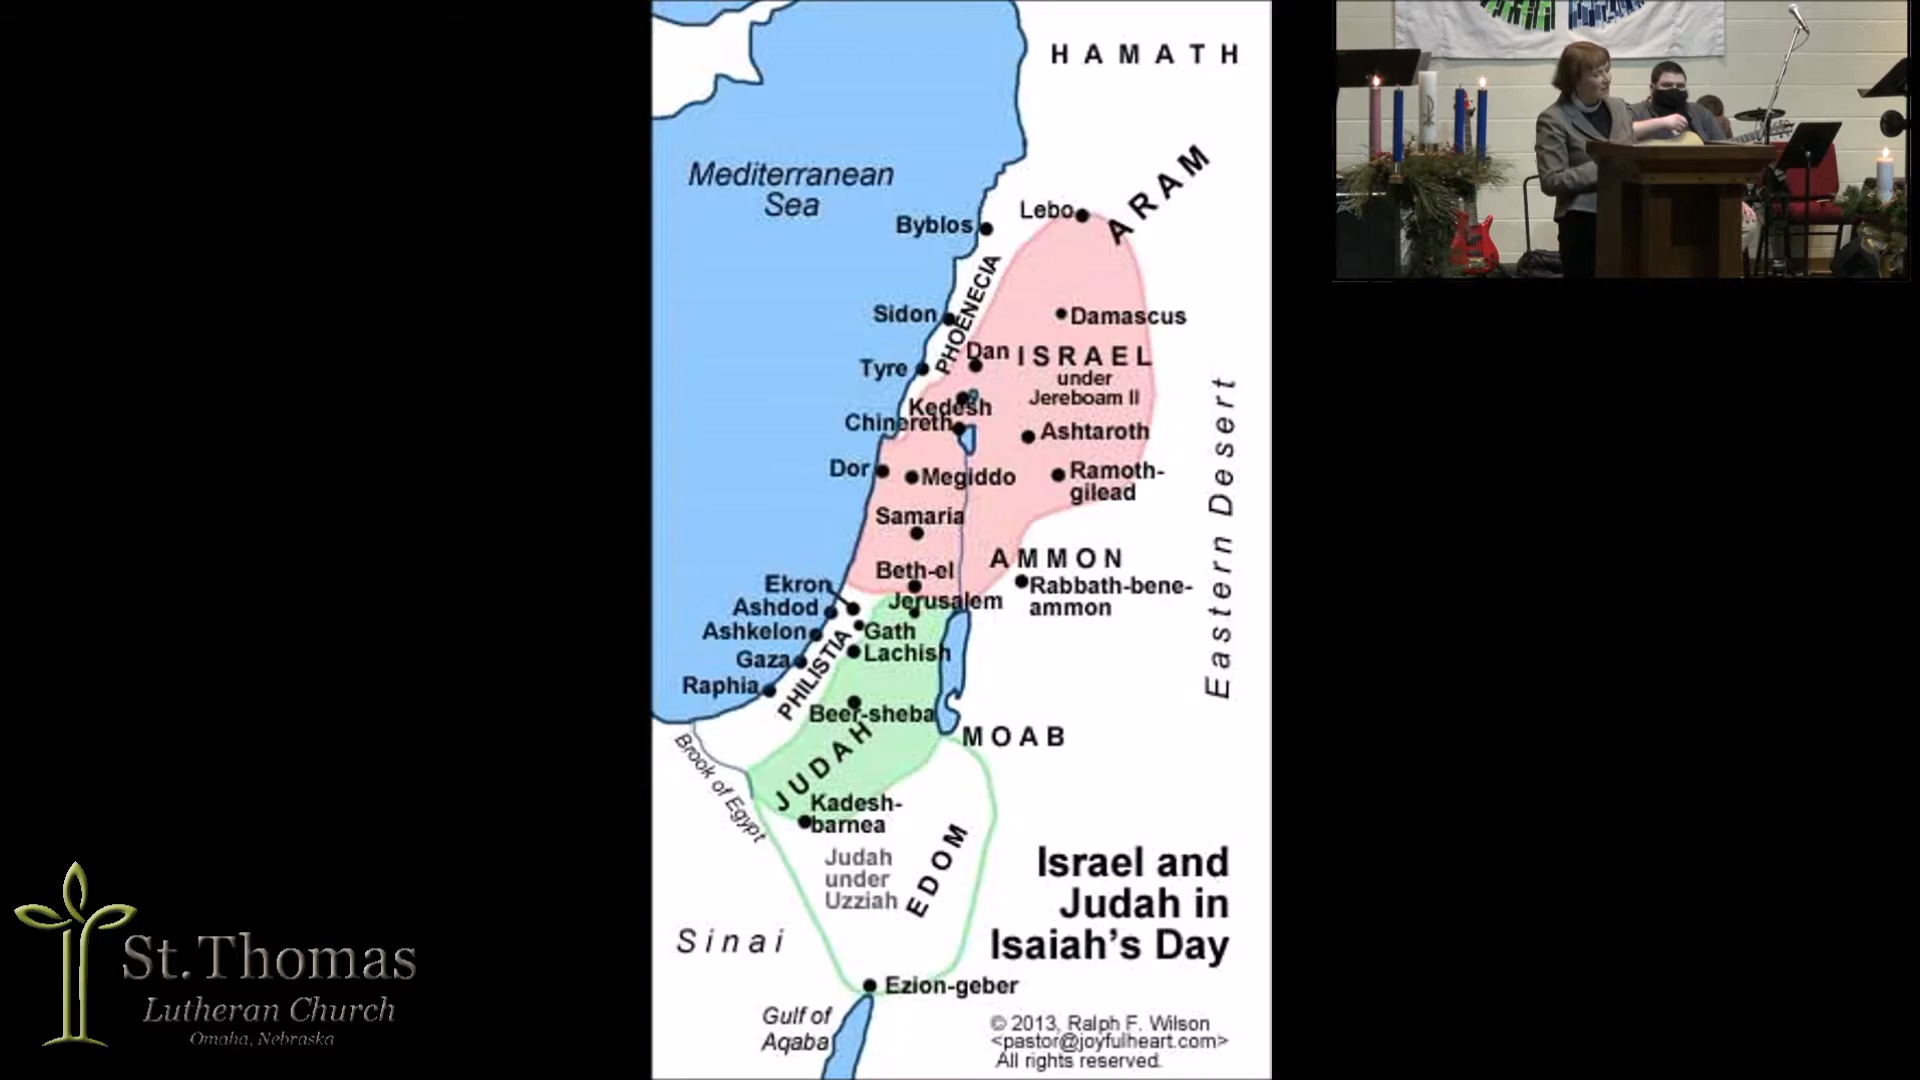 HAMATH
Mediterranean
Sea
ARAM
Lebo
Byblos
PHOENECIA
Sidon
Damascus
Dan
ISRAEL
under
Jereboam II
Tyre
Kedesh
Chinereth
Ashtaroth
Dor
Megiddo
Ramoth-
gilead
Eastern Desert
Samaria
AMMON
Beth-el
Rabbath-bene-
ammon
Ekron
Jerusalem
Ashdod
Ashkelon
Gath
Gaza
Lachish
PHILISTIA
Raphia
Beer-sheba
JUDAH
MOAB
Brook of Egypt
Kadesh-
barnea
Judah
under
Uzziah
EDOM
Israel and
Judah in
Isaiah's Day
Sinai
Ezion-geber
Gulf of
Aqaba
© 2013, Ralph F. Wilson
<pastor@joyfulheart.com>
All rights reserved.
St. Thomas
Lutheran Church
Omaha, Nebraska